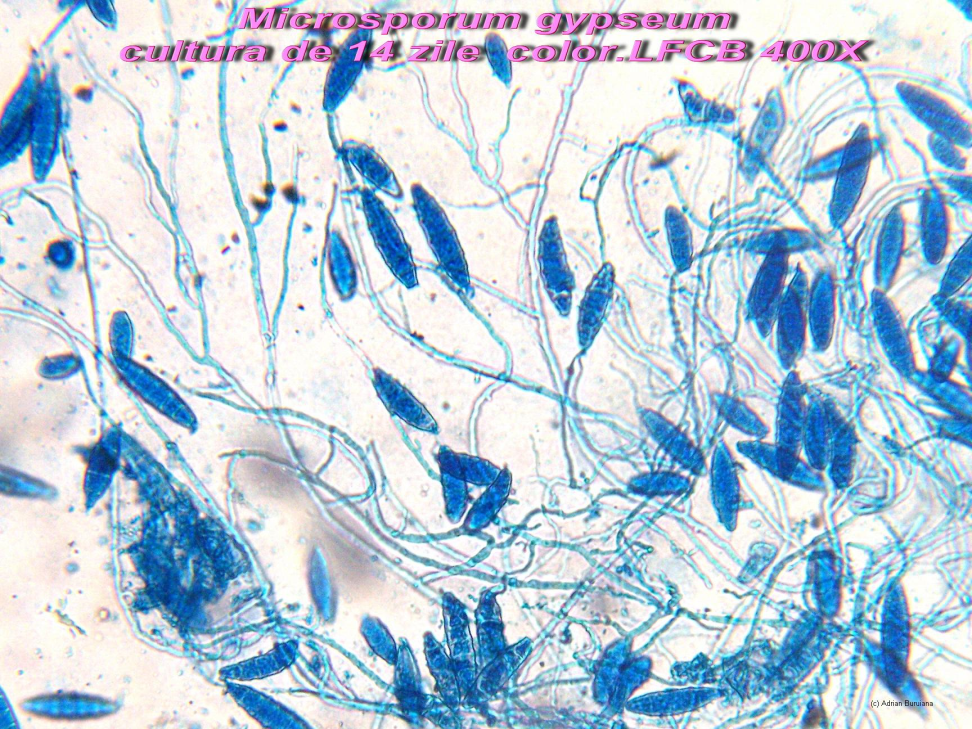 Microsporum gypseum
cultura de 14 zile color.LFCB 400X
(c) Adrian Buruiana